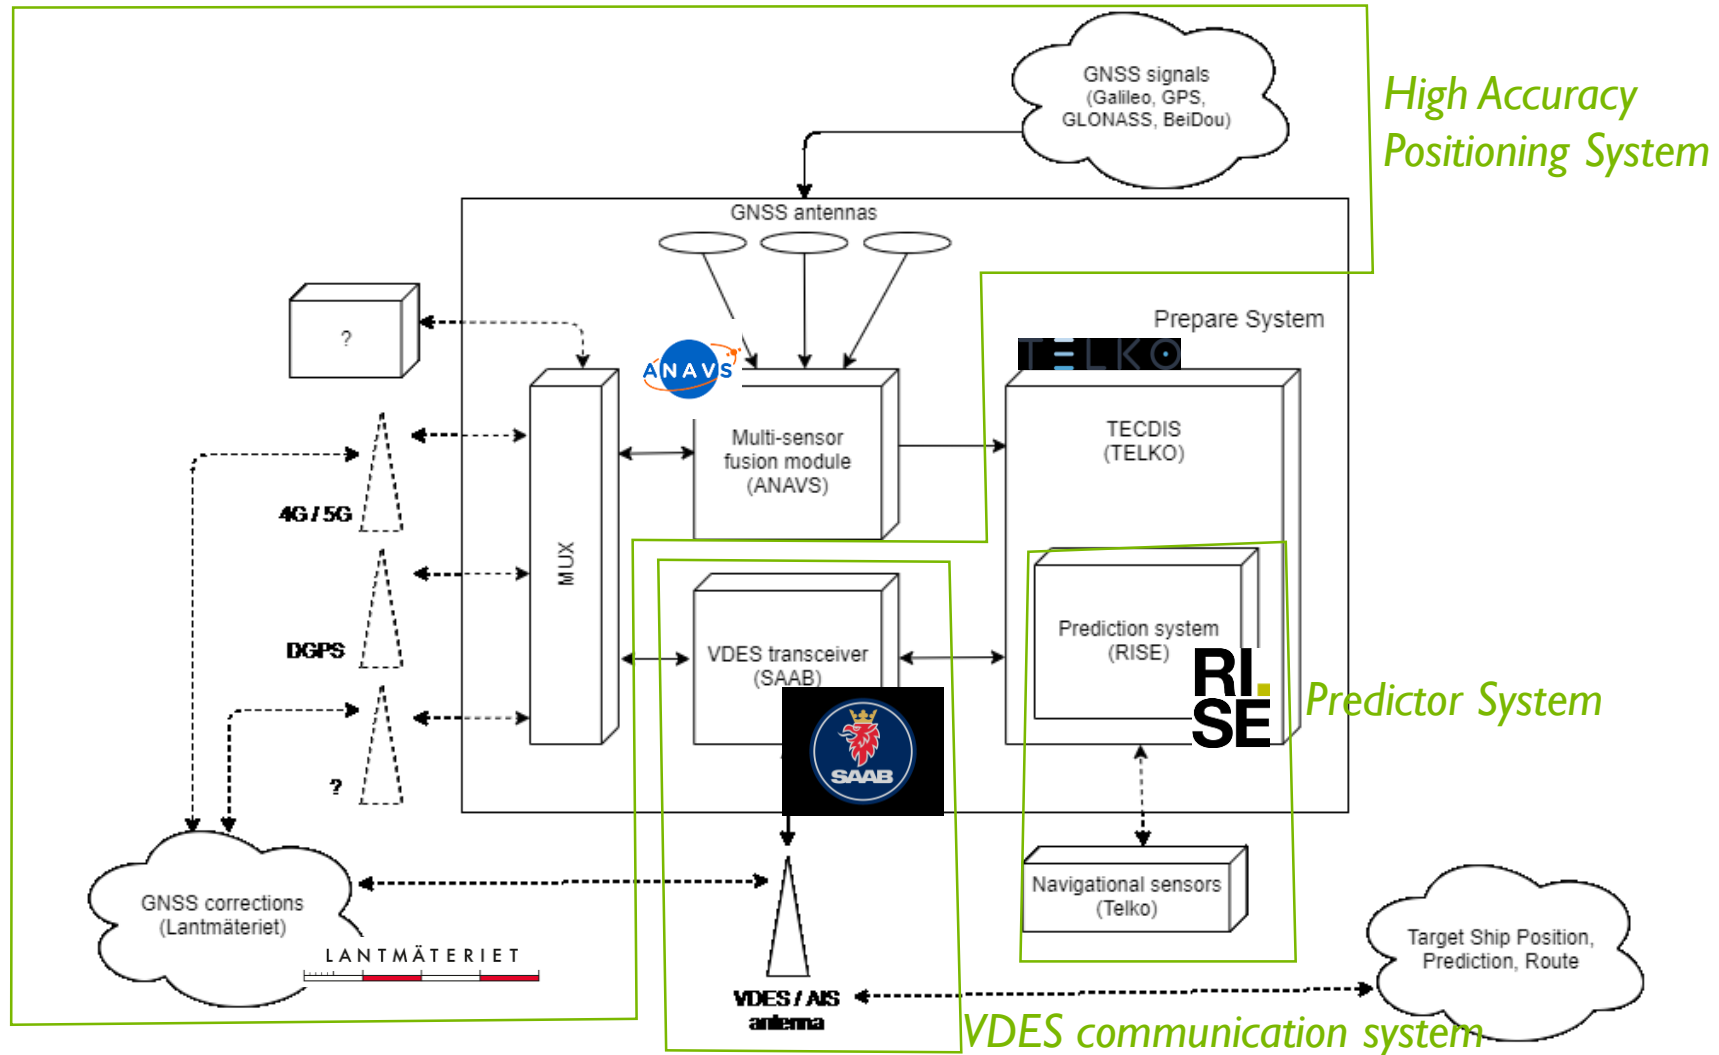 GNSS signals
(Galileo, GPS,
GLONASS, BeiDou)
High Accuracy
Positioning System
GNSS antennas
Prepare System
?
ANAVS
TELKO
Multi-sensor
fusion module
(ANAVS)
TECDIS
(TELKO)
4G / 5G
MUX
DGPS
VDES transceiver
(SAAB)
Prediction system
(RISE)
RI.
SE
Predictor System
SAAB
?
GNSS corrections
(Lantmäteriet)
LANTMÄTERIET
Navigational sensors
(Telko)
Target Ship Position,
Prediction, Route
VDES / AIS
antenna
VDES communication system